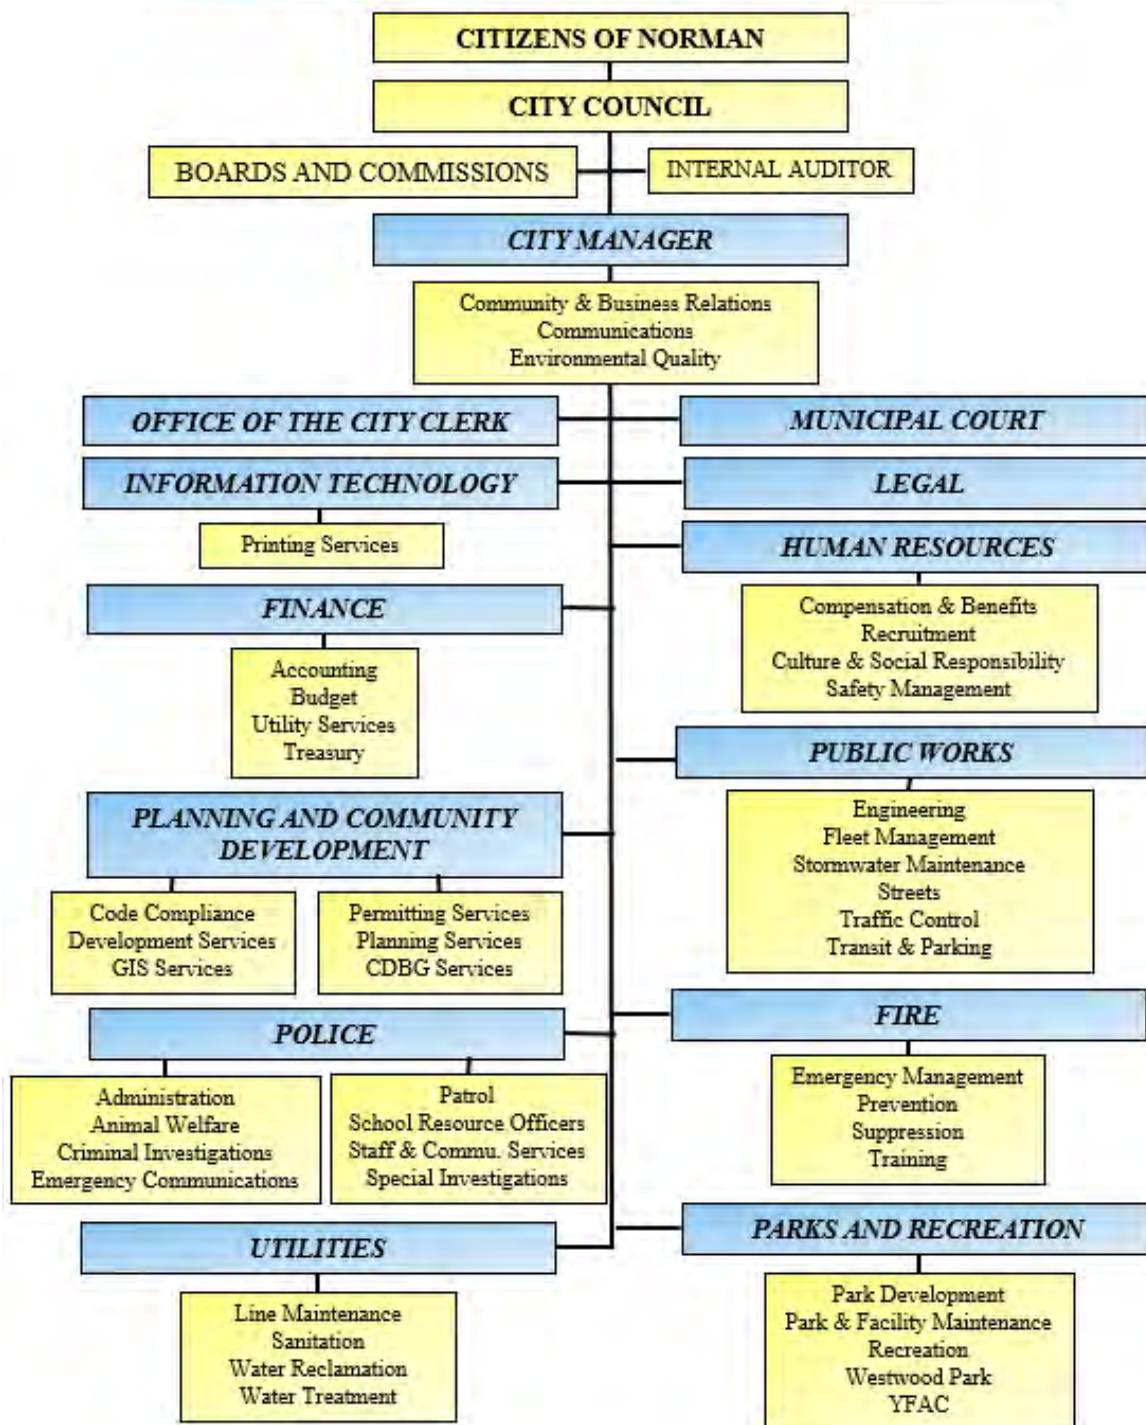 CITIZENS OF NORMAN
CITY COUNCIL
BOARDS AND COMMISSIONS
INTERNAL AUDITOR
CITY MANAGER
Community & Business Relations
Communications
Environmental Quality
OFFICE OF THE CITY CLERK
MUNICIPAL COURT
INFORMATION TECHNOLOGY
LEGAL
Printing Services
HUMAN RESOURCES
Compensation & Benefits
Recruitment
Culture & Social Responsibility
Safety Management
FINANCE
Accounting
Budget
Utility Services
Treasury
PUBLIC WORKS
Engineering
Fleet Management
Stormwater Maintenance
Streets
Traffic Control
Transit & Parking
PLANNING AND COMMUNITY
DEVELOPMENT
Code Compliance
Development Services
GIS Services
Permitting Services
Planning Services
CDBG Services
FIRE
Emergency Management
Prevention
Suppression
Training
POLICE
Administration
Animal Welfare
Criminal Investigations
Emergency Communications
Patrol
School Resource Officers
Staff & Commu. Services
Special Investigations
PARKS AND RECREATION
Park Development
Park & Facility Maintenance
Recreation
Westwood Park
YFAC
UTILITIES
Line Maintenance
Sanitation
Water Reclamation
Water Treatment